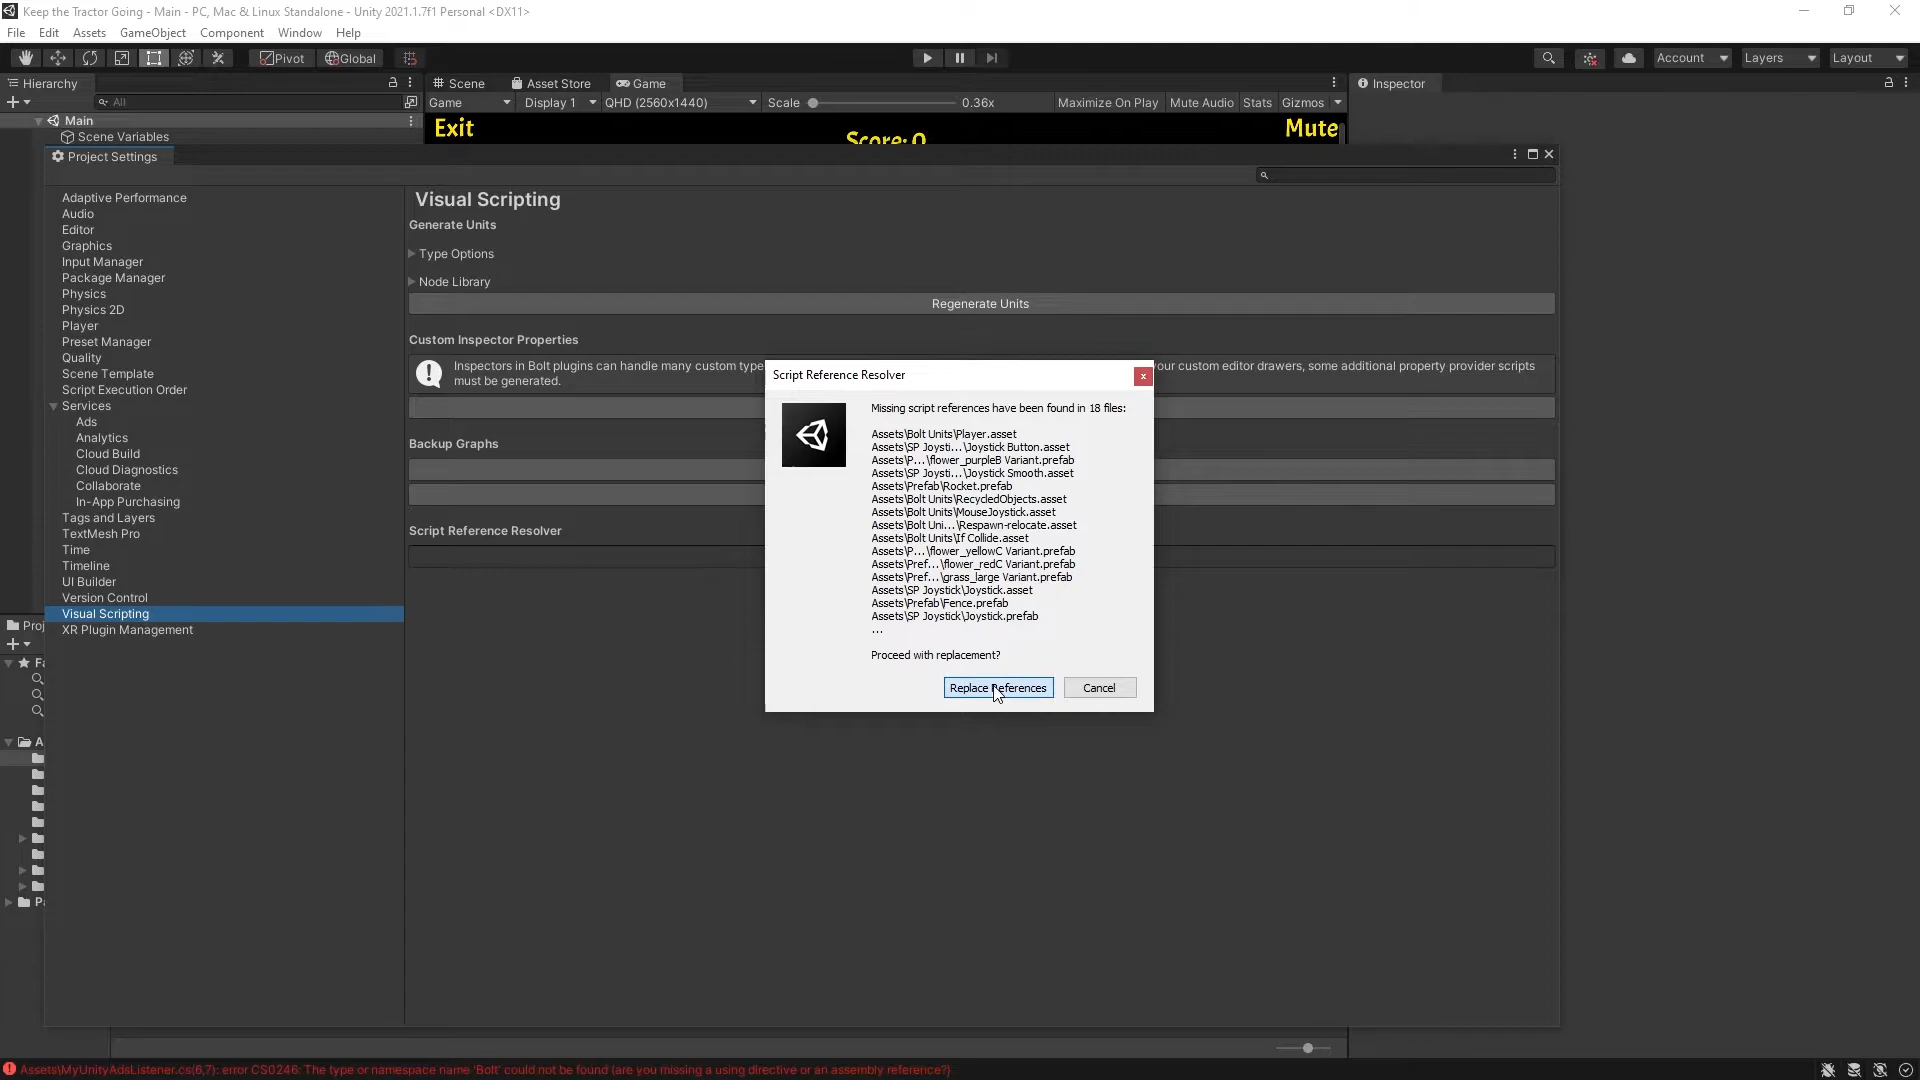 Keep the Tractor Going - Main - PC, Mac & Linux Standalone - Unity 2021.1.7f1 Personal <DX11>
File Edit Assets GameObject Component Window Help
Pivot Global Account Layers Layout
Hierarchy Scene Asset Store Game Inspector
All Game Display 1 QHD (2560x1440) Scale 0.36x Maximize On Play Mute Audio Stats Gizmos
Main
Scene Variables
Exit Score: 0 Mute
Project Settings
Adaptive Performance
Audio
Editor
Graphics
Input Manager
Package Manager
Physics
Physics 2D
Player
Preset Manager
Quality
Scene Template
Script Execution Order
Services
Ads
Analytics
Cloud Build
Cloud Diagnostics
Collaborate
In-App Purchasing
Tags and Layers
TextMesh Pro
Time
Timeline
UI Builder
Version Control
Visual Scripting
XR Plugin Management
Visual Scripting
Generate Units
Type Options
Node Library
Regenerate Units
Custom Inspector Properties
Inspectors in Bolt plugins can handle many custom type
our custom editor drawers, some additional property provider scripts
must be generated.
Backup Graphs
Script Reference Resolver
Script Reference Resolver
Missing script references have been found in 18 files:
Assets\Bolt Units\Player.asset
Assets\SP Joysti...\Joystick Button.asset
Assets\P...\flower_purpleB Variant.prefab
Assets\SP Joysti...\Joystick Smooth.asset
Assets\Prefab\Rocket.prefab
Assets\Bolt Units\RecycledObjects.asset
Assets\Bolt Units\MouseJoystick.asset
Assets\Bolt Uni...\Respawn-relocate.asset
Assets\Bolt Units\If Collide.asset
Assets\P...\flower_yellowC Variant.prefab
Assets\Pref...\flower_redC Variant.prefab
Assets\Pref...\grass_large Variant.prefab
Assets\SP Joystick\Joystick.asset
Assets\Prefab\Fence.prefab
Assets\SP Joystick\Joystick.prefab
...
Proceed with replacement?
Replace References Cancel
Proj
Fa
A
P
Assets\MyUnityAdsListener.cs(6,7): error CS0246: The type or namespace name 'Bolt' could not be found (are you missing a using directive or an assembly reference?)